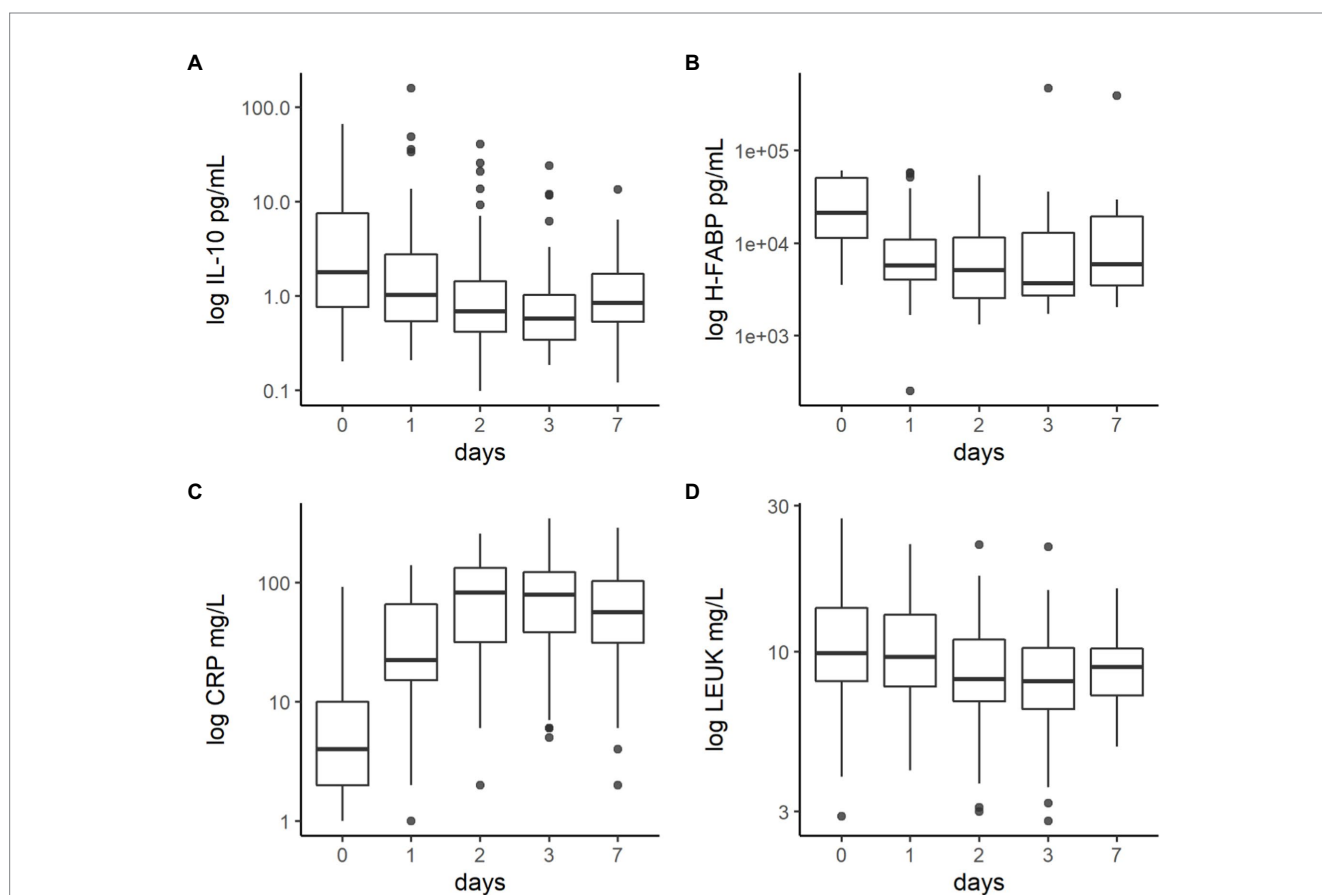 A
log IL-10 pg/mL
100.0
10.0
1.0
0.1
0 1 2 3 7
days
B
log H-FABP pg/mL
1e+05
1e+04
1e+03
0 1 2 3 7
days
C
log CRP mg/L
100
10
1
0 1 2 3 7
days
D
log LEUK mg/L
30
10
3
0 1 2 3 7
days